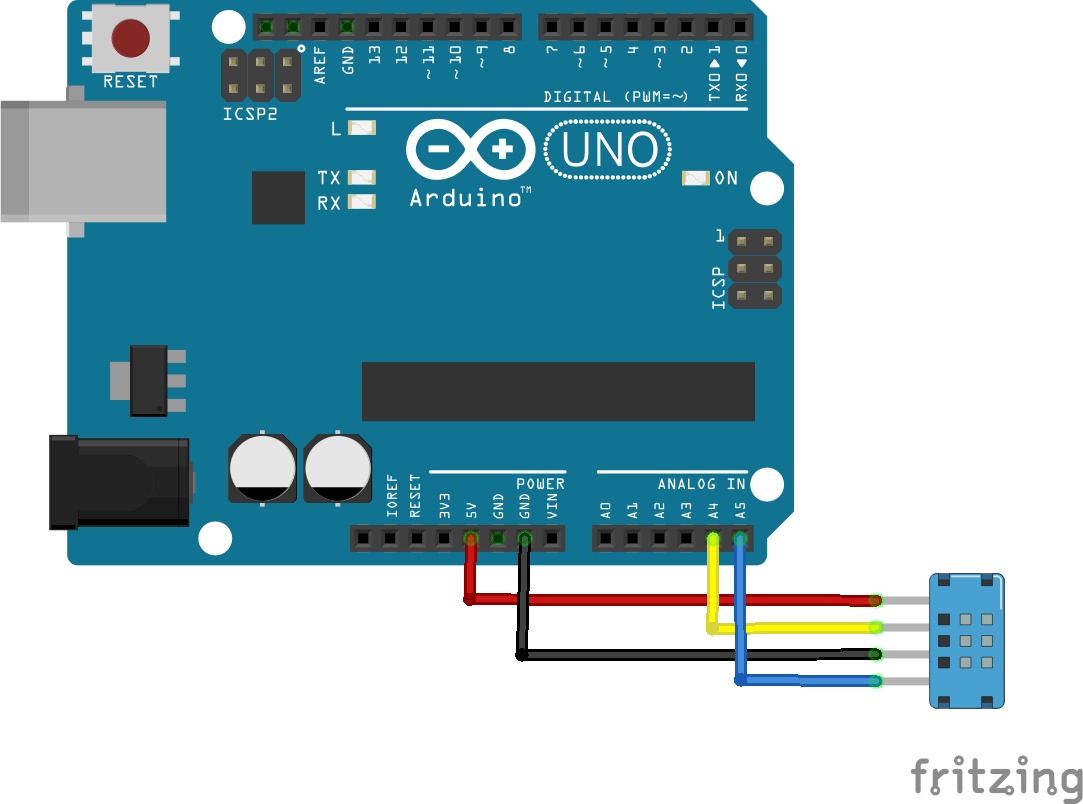 RESET
ICSP2
AREF
GND
13
12
~11
~10
~9
8
7
~6
~5
4
~3
2
TX0▶1
RX0◀0
DIGITAL (PWM=~)
L
TX
RX
Arduino™
UNO
ON
1
ICSP
POWER
ANALOG IN
IOREF
RESET
3V3
5V
GND
GND
VIN
A0
A1
A2
A3
A4
A5
fritzing